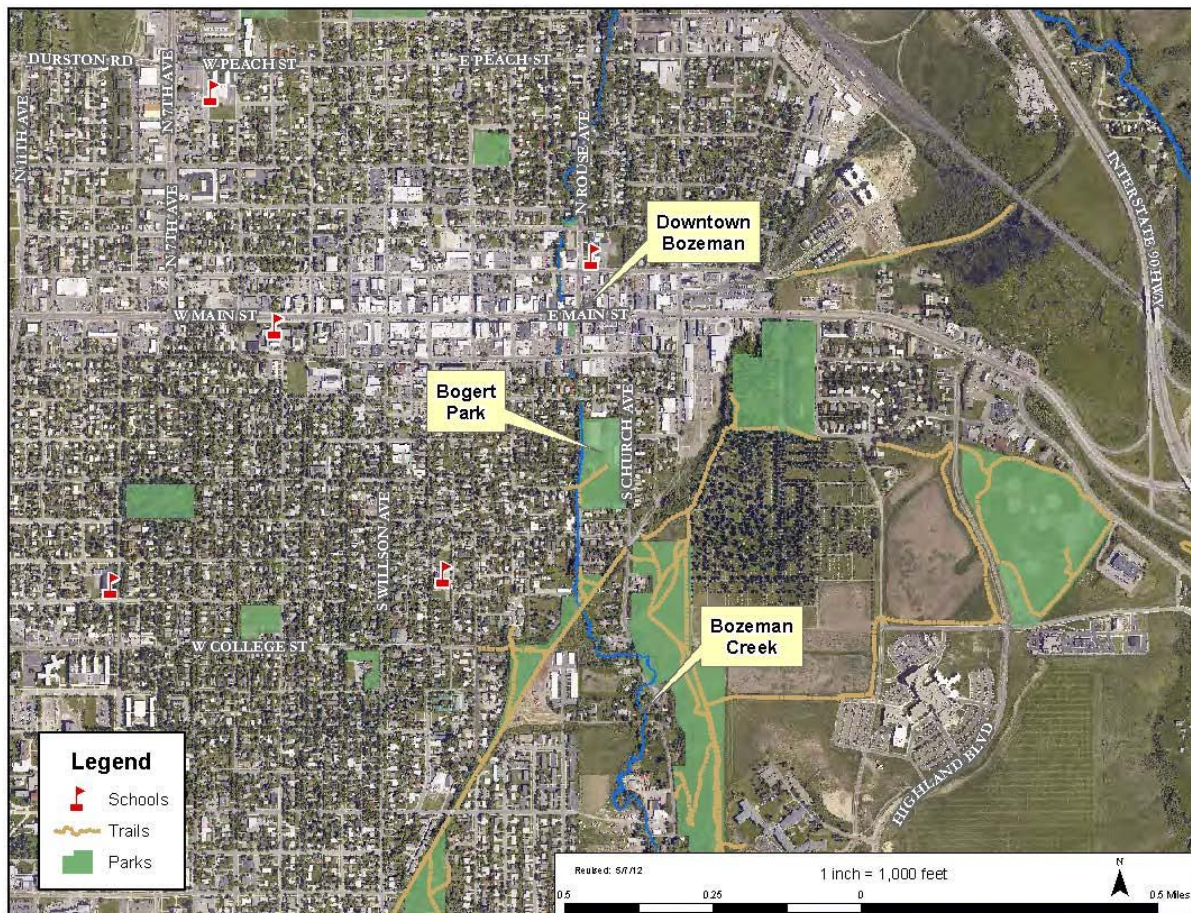 DURSTON RD
N 7TH AVE
W PEACH ST
E PEACH ST
N 11TH AVE
N ROUSE AVE
INTERSTATE 90 HWY
N 7TH AVE
Downtown
Bozeman
W MAIN ST
E MAIN ST
Bogert
Park
S CHURCH AVE
S WILLSON AVE
W COLLEGE ST
Bozeman
Creek
HIGHLAND BLVD
Legend
Schools
Trails
Parks
Revised: 5/7/12
1 inch = 1,000 feet
N
0.5
0.25
0
0.5 Miles